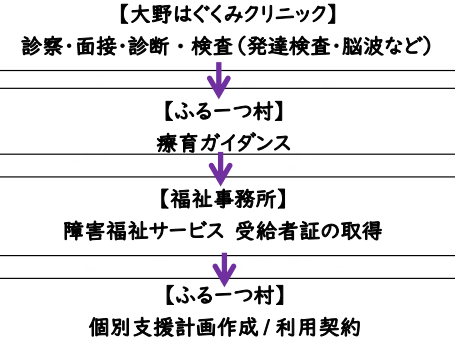 【大野はぐくみクリニック】
診察・面接・診断・検査（発達検査・脳波など）
【ふるーつ村】
療育ガイダンス
【福祉事務所】
障害福祉サービス 受給者証の取得
【ふるーつ村】
個別支援計画作成/利用契約